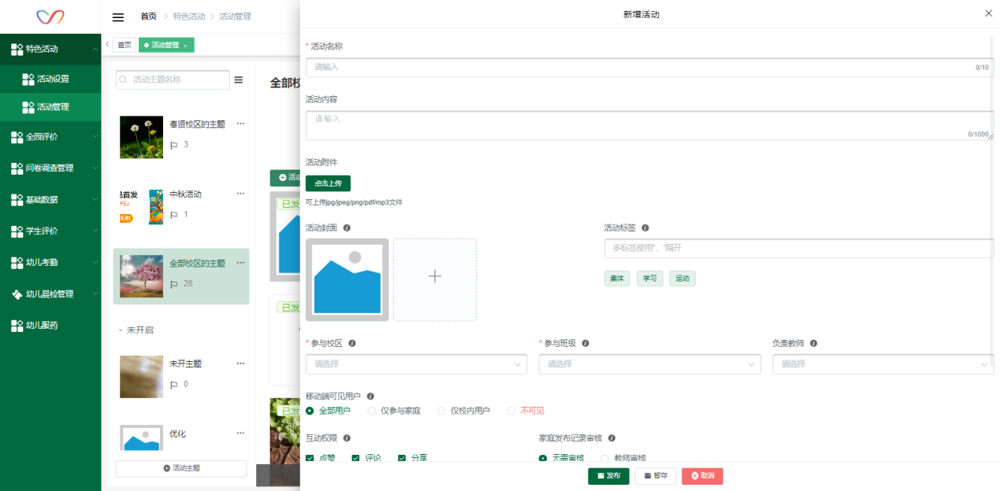 首页 > 特色活动 > 活动管理
首页
活动管理 ×
特色活动
活动设置
活动管理
全园评价
问卷调查管理
基础数据
学生评价
幼儿考勤
幼儿晨检管理
幼儿服药
活动主题名称
奉贤校区的主题
3
品首发
中秋活动
1
全部校区的主题
28
未开启
未开主题
0
优化
活动主题
全部校
活动
已发
已发
已发
新增活动
* 活动名称
请输入
0/10
活动内容
请输入
0/1000
活动附件
点击上传
可上传jpg/jpeg/png/pdf/mp3文件
活动封面
活动标签
多标签使用“，”隔开
集体 学习 运动
* 参与校区
* 参与班级
负责教师
请选择
请选择
请选择
移动端可见用户
全部用户 仅参与家庭 仅校内用户 不可见
互动权限
家庭发布记录审核
点赞 评论 分享
无需审核 教师审核
发布 暂存 取消